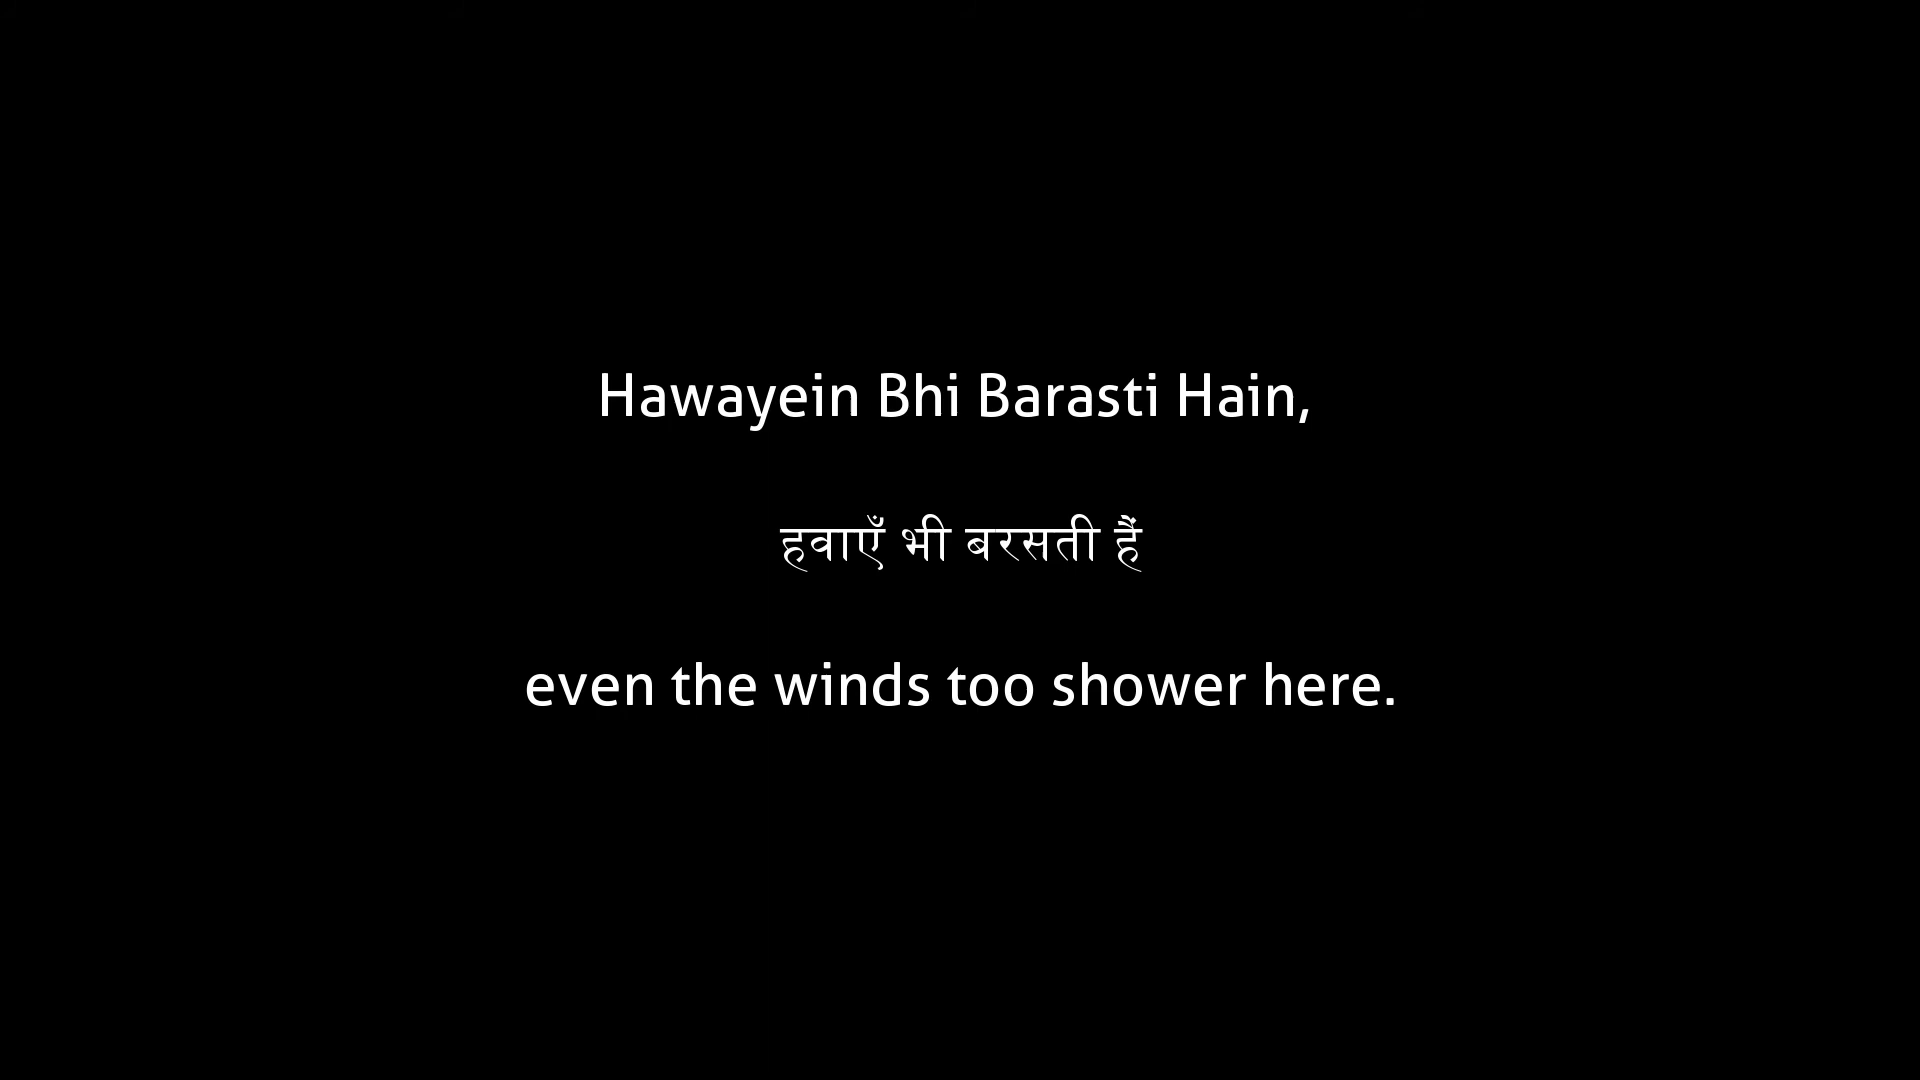 Hawayein Bhi Barasti Hain,
हवाएँ भी बरसती हैं
even the winds too shower here.